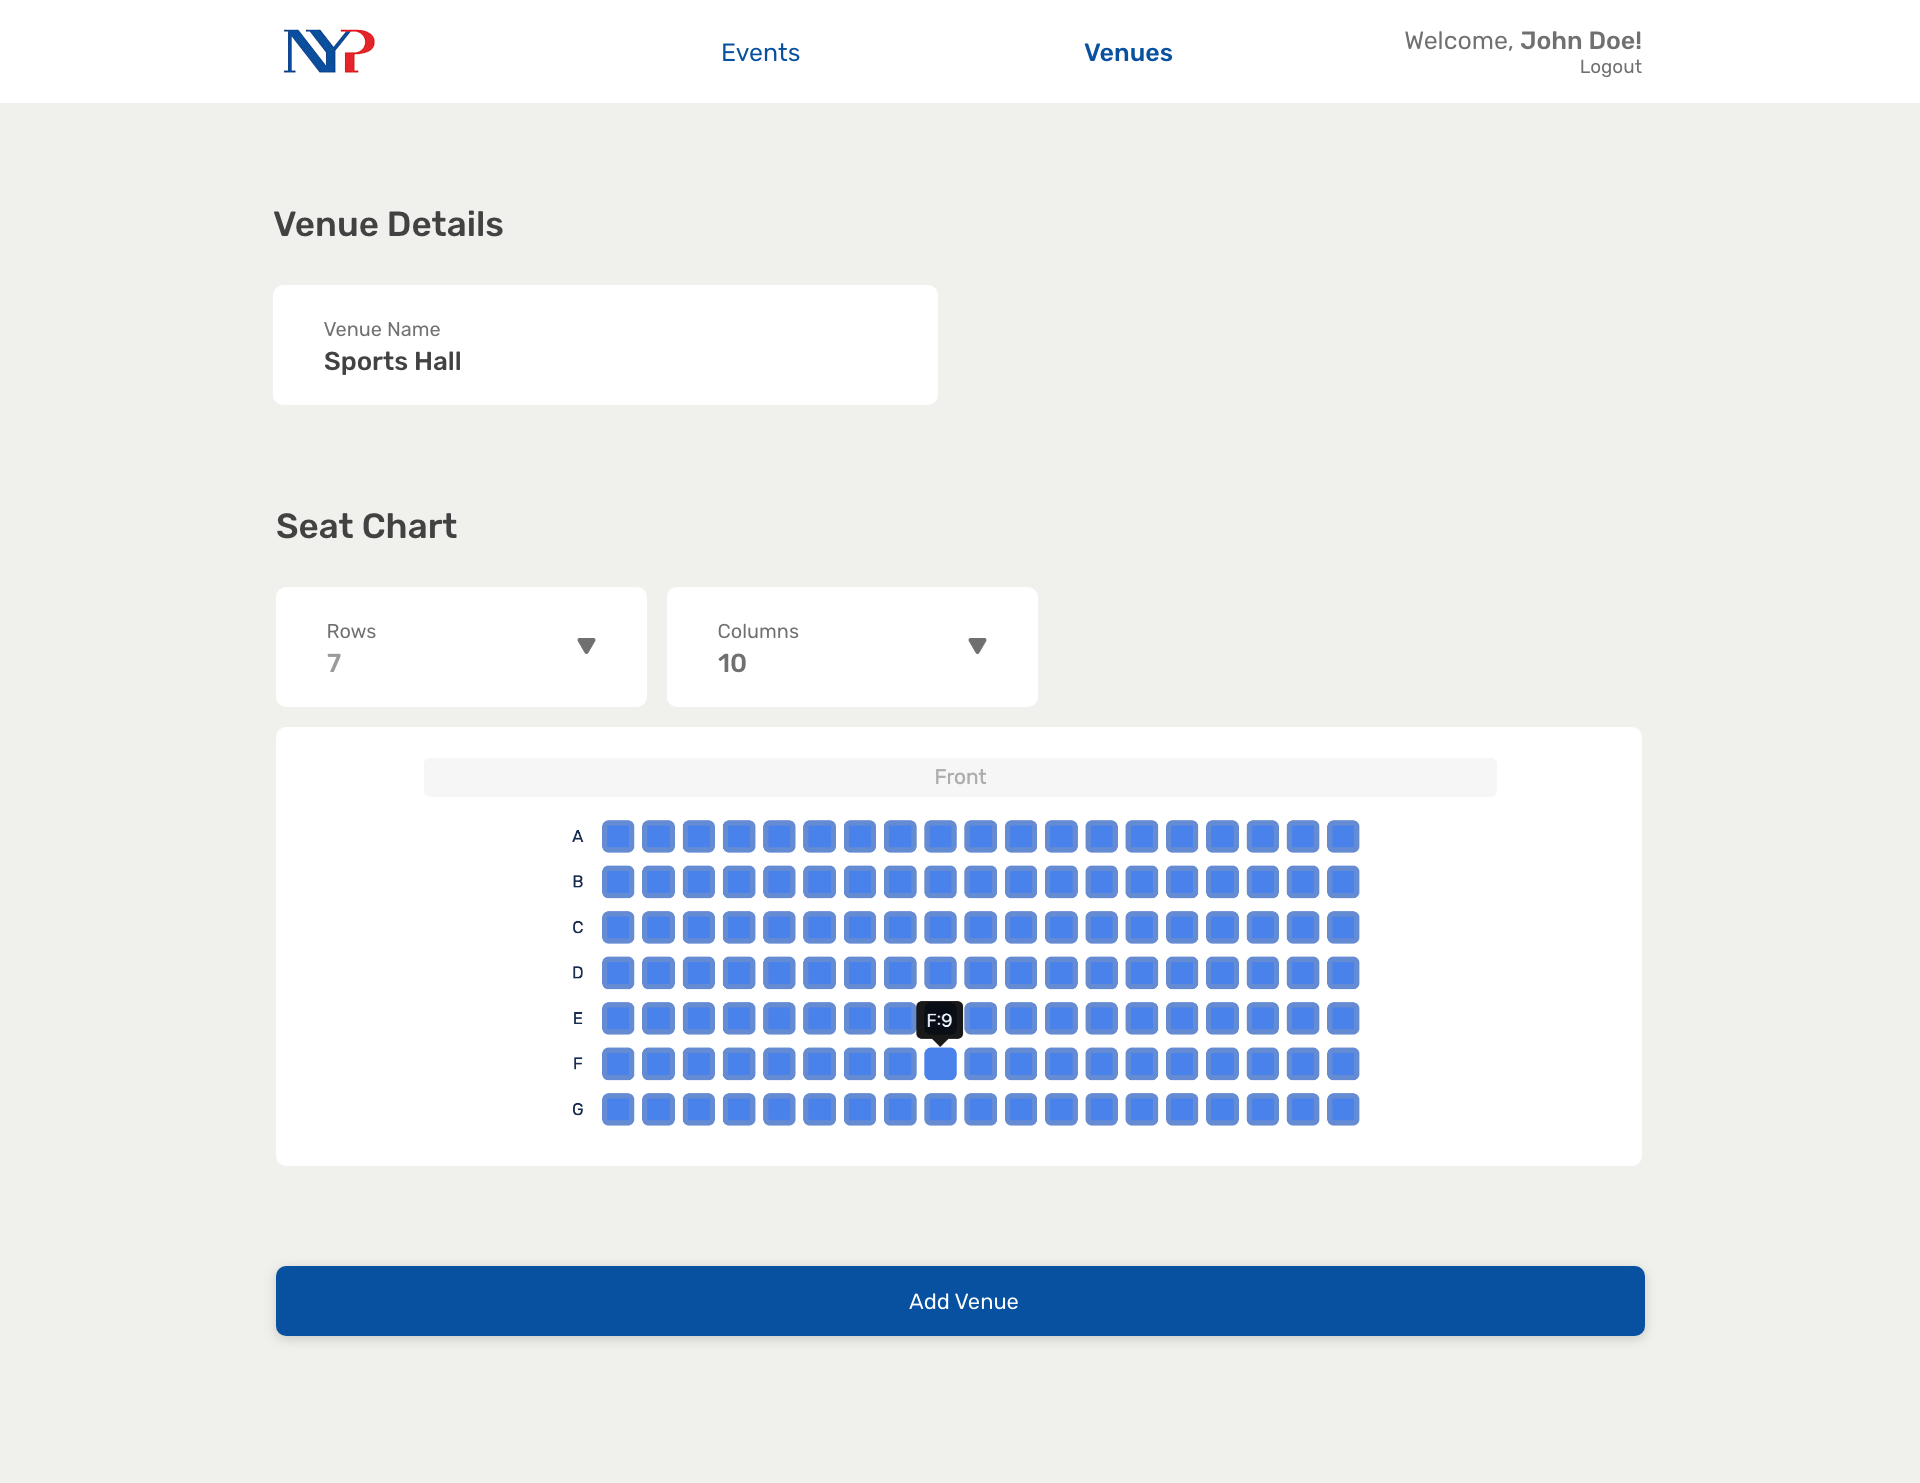 NYP
Events
Venues
Welcome, John Doe!
Logout
Venue Details
Venue Name
Sports Hall
Seat Chart
Rows
7
Columns
10
Front
A
B
C
D
E
F:9
F
G
Add Venue